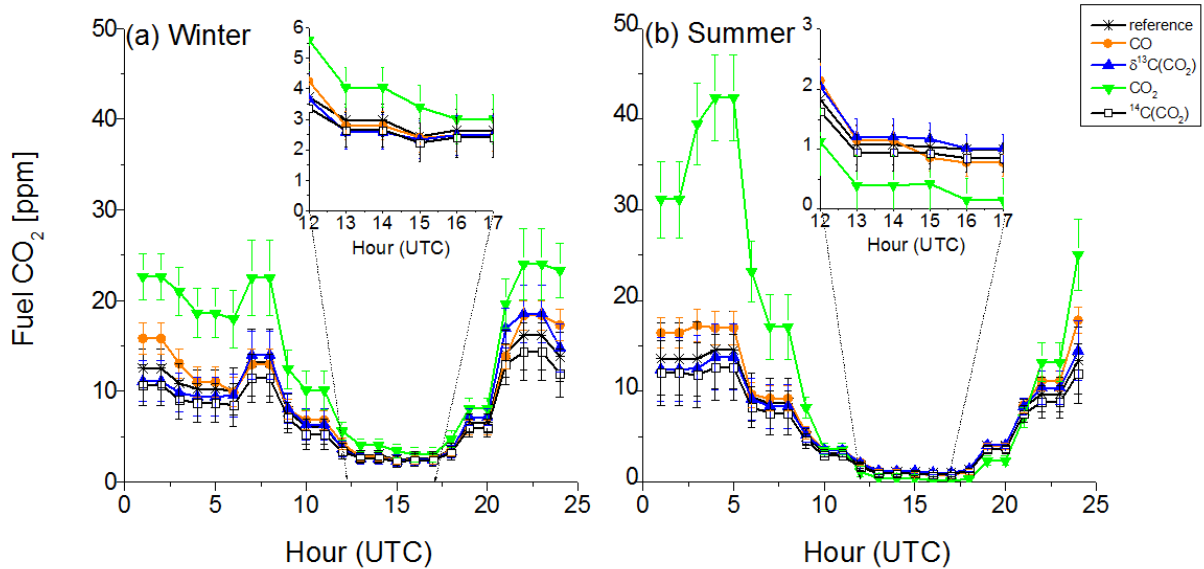 (a) Winter
(b) Summer
reference
CO
δ¹³C(CO₂)
CO₂
¹⁴C(CO₂)
Fuel CO₂ [ppm]
50
40
30
20
10
0
0 5 10 15 20 25
Hour (UTC)
6
5
4
3
2
1
0
12 13 14 15 16 17
Hour (UTC)
50
40
30
20
10
0
0 5 10 15 20 25
Hour (UTC)
3
2
1
0
12 13 14 15 16 17
Hour (UTC)